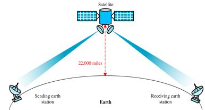 Satellite
22,000 miles
Sending earth
station
Earth
Receiving earth
station